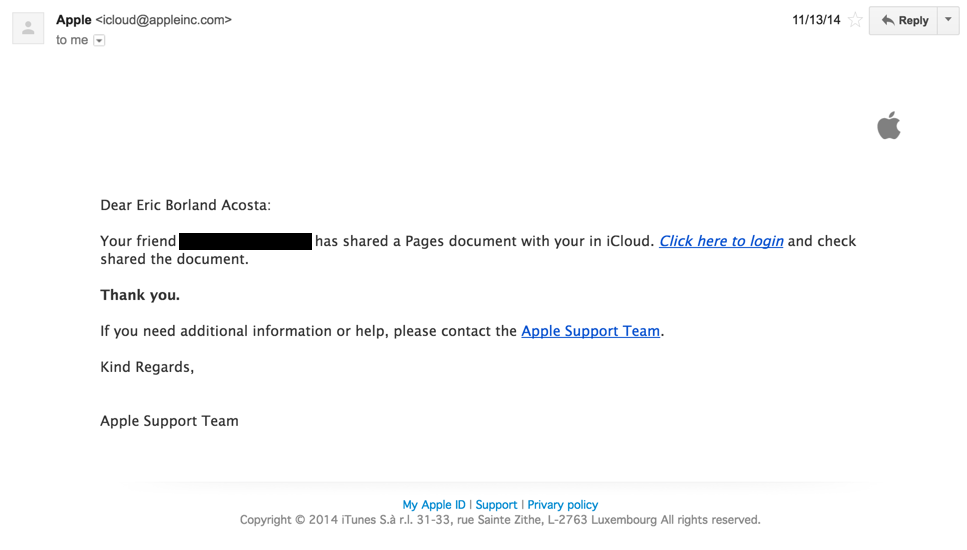 Apple <icloud@appleinc.com>
11/13/14
Reply
to me
Dear Eric Borland Acosta:
Your friend has shared a Pages document with your in iCloud. Click here to login and check
shared the document.
Thank you.
If you need additional information or help, please contact the Apple Support Team.
Kind Regards,
Apple Support Team
My Apple ID | Support | Privary policy
Copyright © 2014 iTunes S.à r.l. 31-33, rue Sainte Zithe, L-2763 Luxembourg All rights reserved.